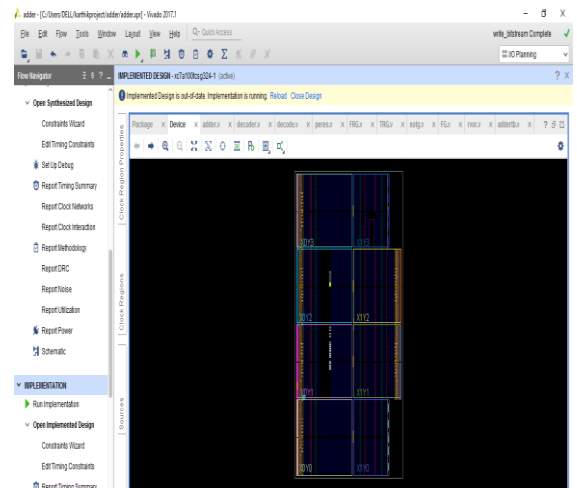 adder - [C:/Users/DELL/karthikproject/adder/adder.xpr] - Vivado 2017.1
File Edit Flow Tools Window Layout View Help Quick Access
write_bitstream Complete
I/O Planning
Flow Navigator
IMPLEMENTED DESIGN - xc7a100tcsg324-1 (active)
Implemented Design is out-of-date. Implementation is running. Reload Close Design
Open Synthesized Design
Constraints Wizard
Edit Timing Constraints
Set Up Debug
Report Timing Summary
Report Clock Networks
Report Clock Interaction
Report Methodology
Report DRC
Report Noise
Report Utilization
Report Power
Schematic
IMPLEMENTATION
Run Implementation
Open Implemented Design
Constraints Wizard
Edit Timing Constraints
Report Timing Summary
Clock Region Properties
Clock Regions
Sources
Package Device adder.v decoder.v decode.v peres.v FRG.v TRG.v notg.v FG.v addertb.v
X0Y3 X1Y3
X0Y2 X1Y2
X0Y1 X1Y1
X0Y0 X1Y0